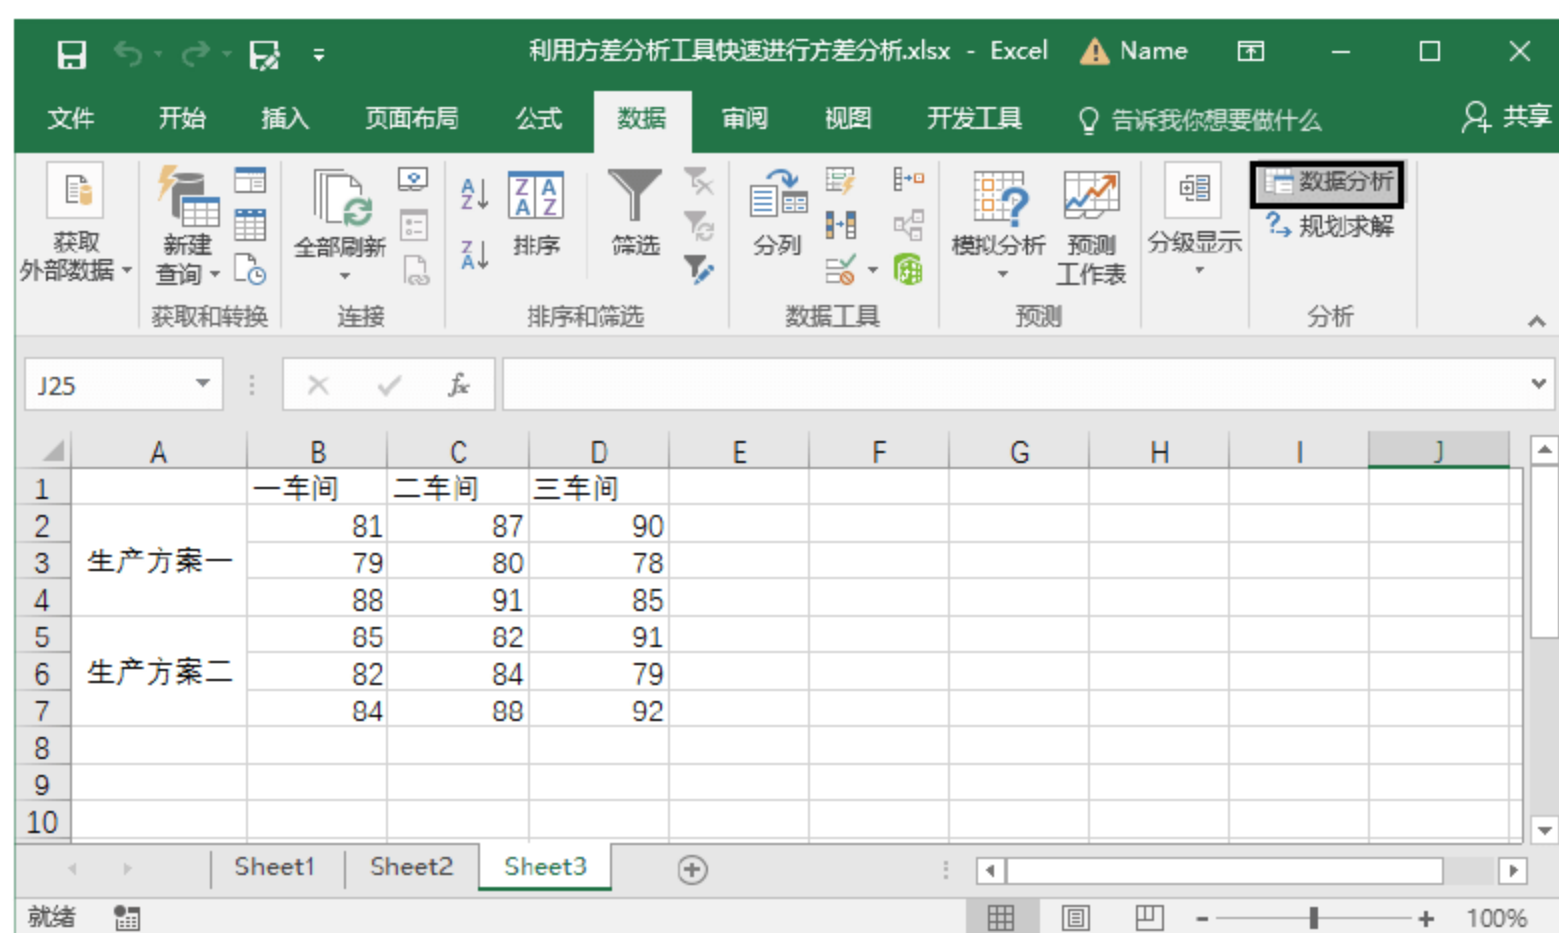 利用方差分析工具快速进行方差分析.xlsx - Excel Name
文件 开始 插入 页面布局 公式 数据 审阅 视图 开发工具 告诉我你想要做什么 共享
获取 新建 全部刷新 排序 筛选 分列 模拟分析 预测 分级显示 数据分析
外部数据 查询 工作表 规划求解
获取和转换 连接 排序和筛选 数据工具 预测 分析
J25 fx
A B C D E F G H I J
1 一车间 二车间 三车间
2 81 87 90
3 生产方案一 79 80 78
4 88 91 85
5 85 82 91
6 生产方案二 82 84 79
7 84 88 92
8
9
10
Sheet1 Sheet2 Sheet3
就绪 100%